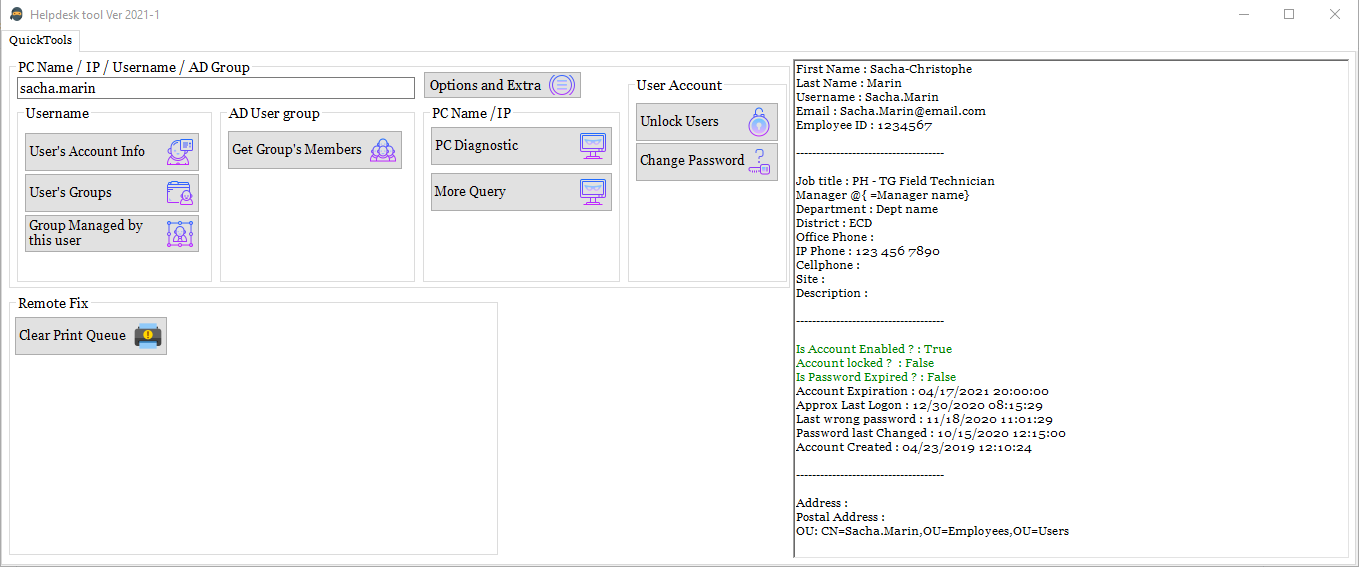 Helpdesk tool Ver 2021-1
QuickTools
PC Name / IP / Username / AD Group
sacha.marin
Options and Extra
Username
User's Account Info
User's Groups
Group Managed by
this user
AD User group
Get Group's Members
PC Name /IP
PC Diagnostic
More Query
User Account
Unlock Users
Change Password
Remote Fix
Clear Print Queue
First Name : Sacha-Christophe
Last Name : Marin
Username : Sacha.Marin
Email : Sacha.Marin@email.com
Employee ID : 1234567
-------------------------------------
Job title : PH - TG Field Technician
Manager @{ =Manager name}
Department : Dept name
District : ECD
Office Phone :
IP Phone : 123 456 7890
Cellphone :
Site :
Description :
-------------------------------------
Is Account Enabled ? : True
Account locked ?  : False
Is Password Expired ? : False
Account Expiration : 04/17/2021 20:00:00
Approx Last Logon : 12/30/2020 08:15:29
Last wrong password : 11/18/2020 11:01:29
Password last Changed : 10/15/2020 12:15:00
Account Created : 04/23/2019 12:10:24
-------------------------------------
Address :
Postal Address :
OU: CN=Sacha.Marin,OU=Employees,OU=Users